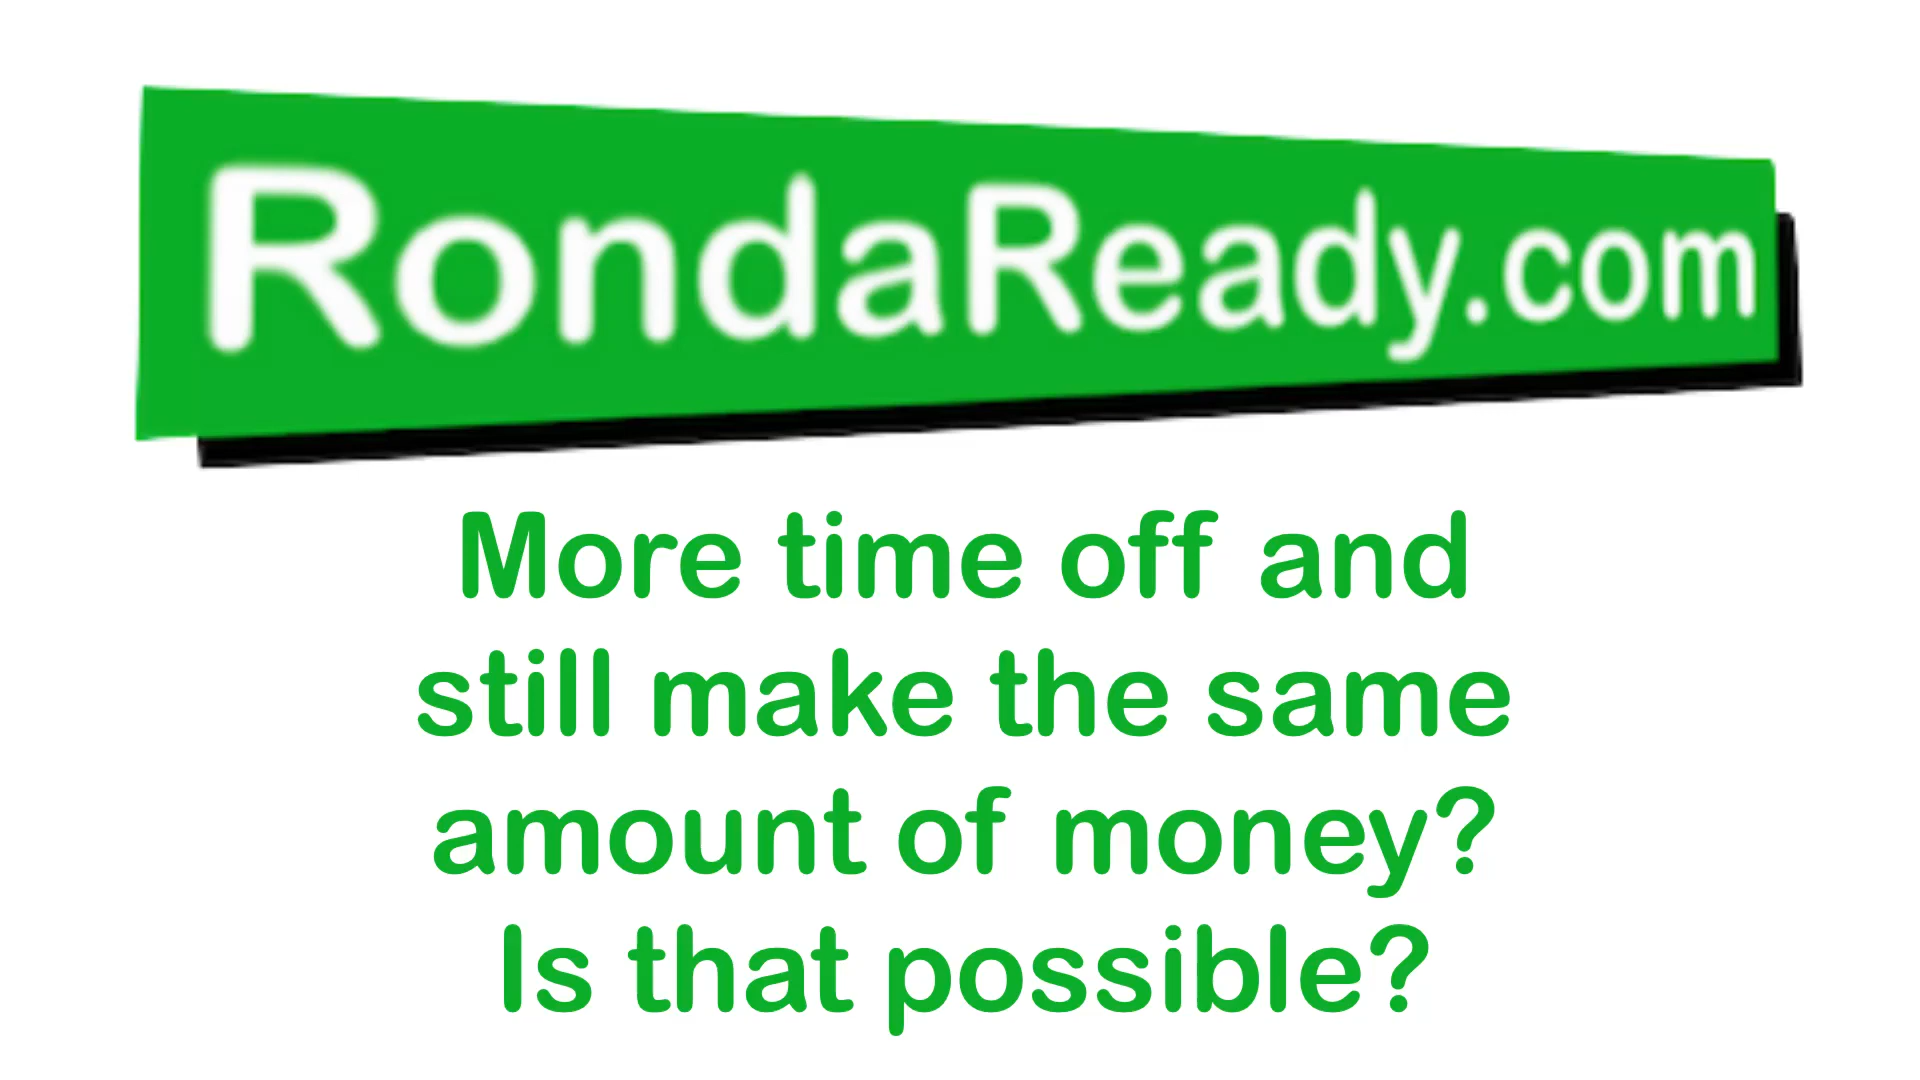 RondaReady.com
More time off and
still make the same
amount of money?
Is that possible?